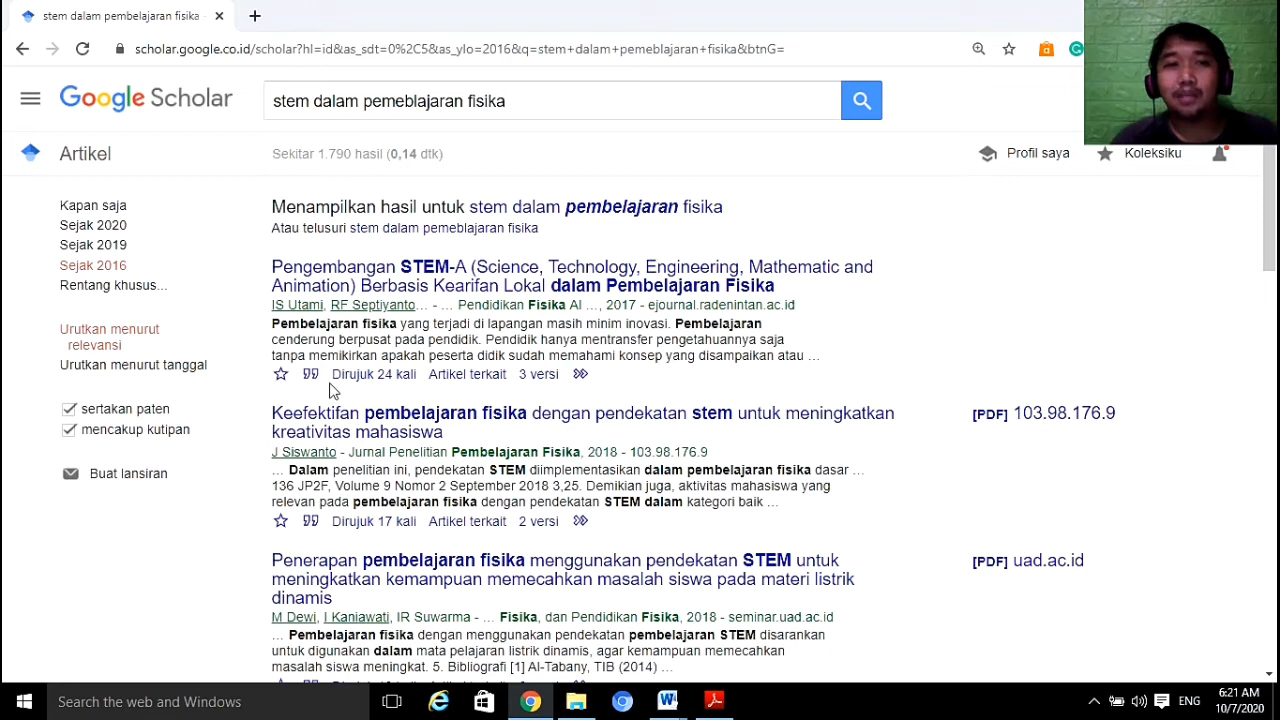 stem dalam pembelajaran fisika -
scholar.google.co.id/scholar?hl=id&as_sdt=0%2C5&as_ylo=2016&q=stem+dalam+pemeblajaran+fisika&btnG=
Google Scholar
stem dalam pemeblajaran fisika
Artikel
Sekitar 1.790 hasil (0,14 dtk)
Profil saya
Koleksiku
Kapan saja
Sejak 2020
Sejak 2019
Sejak 2016
Rentang khusus...
Urutkan menurut
relevansi
Urutkan menurut tanggal
sertakan paten
mencakup kutipan
Buat lansiran
Menampilkan hasil untuk stem dalam pembelajaran fisika
Atau telusuri stem dalam pemeblajaran fisika
Pengembangan STEM-A (Science, Technology, Engineering, Mathematic and
Animation) Berbasis Kearifan Lokal dalam Pembelajaran Fisika
IS Utami, RF Septiyanto... - ... Pendidikan Fisika Al ..., 2017 - ejournal.radenintan.ac.id
Pembelajaran fisika yang terjadi di lapangan masih minim inovasi. Pembelajaran
cenderung berpusat pada pendidik. Pendidik hanya mentransfer pengetahuannya saja
tanpa memikirkan apakah peserta didik sudah memahami konsep yang disampaikan atau ...
Dirujuk 24 kali Artikel terkait 3 versi
Keefektifan pembelajaran fisika dengan pendekatan stem untuk meningkatkan
kreativitas mahasiswa
[PDF] 103.98.176.9
J Siswanto - Jurnal Penelitian Pembelajaran Fisika, 2018 - 103.98.176.9
... Dalam penelitian ini, pendekatan STEM diimplementasikan dalam pembelajaran fisika dasar ...
136 JP2F, Volume 9 Nomor 2 September 2018 3,25. Demikian juga, aktivitas mahasiswa yang
relevan pada pembelajaran fisika dengan pendekatan STEM dalam kategori baik ...
Dirujuk 17 kali Artikel terkait 2 versi
Penerapan pembelajaran fisika menggunakan pendekatan STEM untuk
meningkatkan kemampuan memecahkan masalah siswa pada materi listrik
dinamis
[PDF] uad.ac.id
M Dewi, I Kaniawati, IR Suwarma - ... Fisika, dan Pendidikan Fisika, 2018 - seminar.uad.ac.id
... Pembelajaran fisika dengan menggunakan pendekatan pembelajaran STEM disarankan
untuk digunakan dalam mata pelajaran listrik dinamis, agar kemampuan memecahkan
masalah siswa meningkat. 5. Bibliografi [1] Al-Tabany, TIB (2014) ...
Search the web and Windows
ENG
6:21 AM
10/7/2020